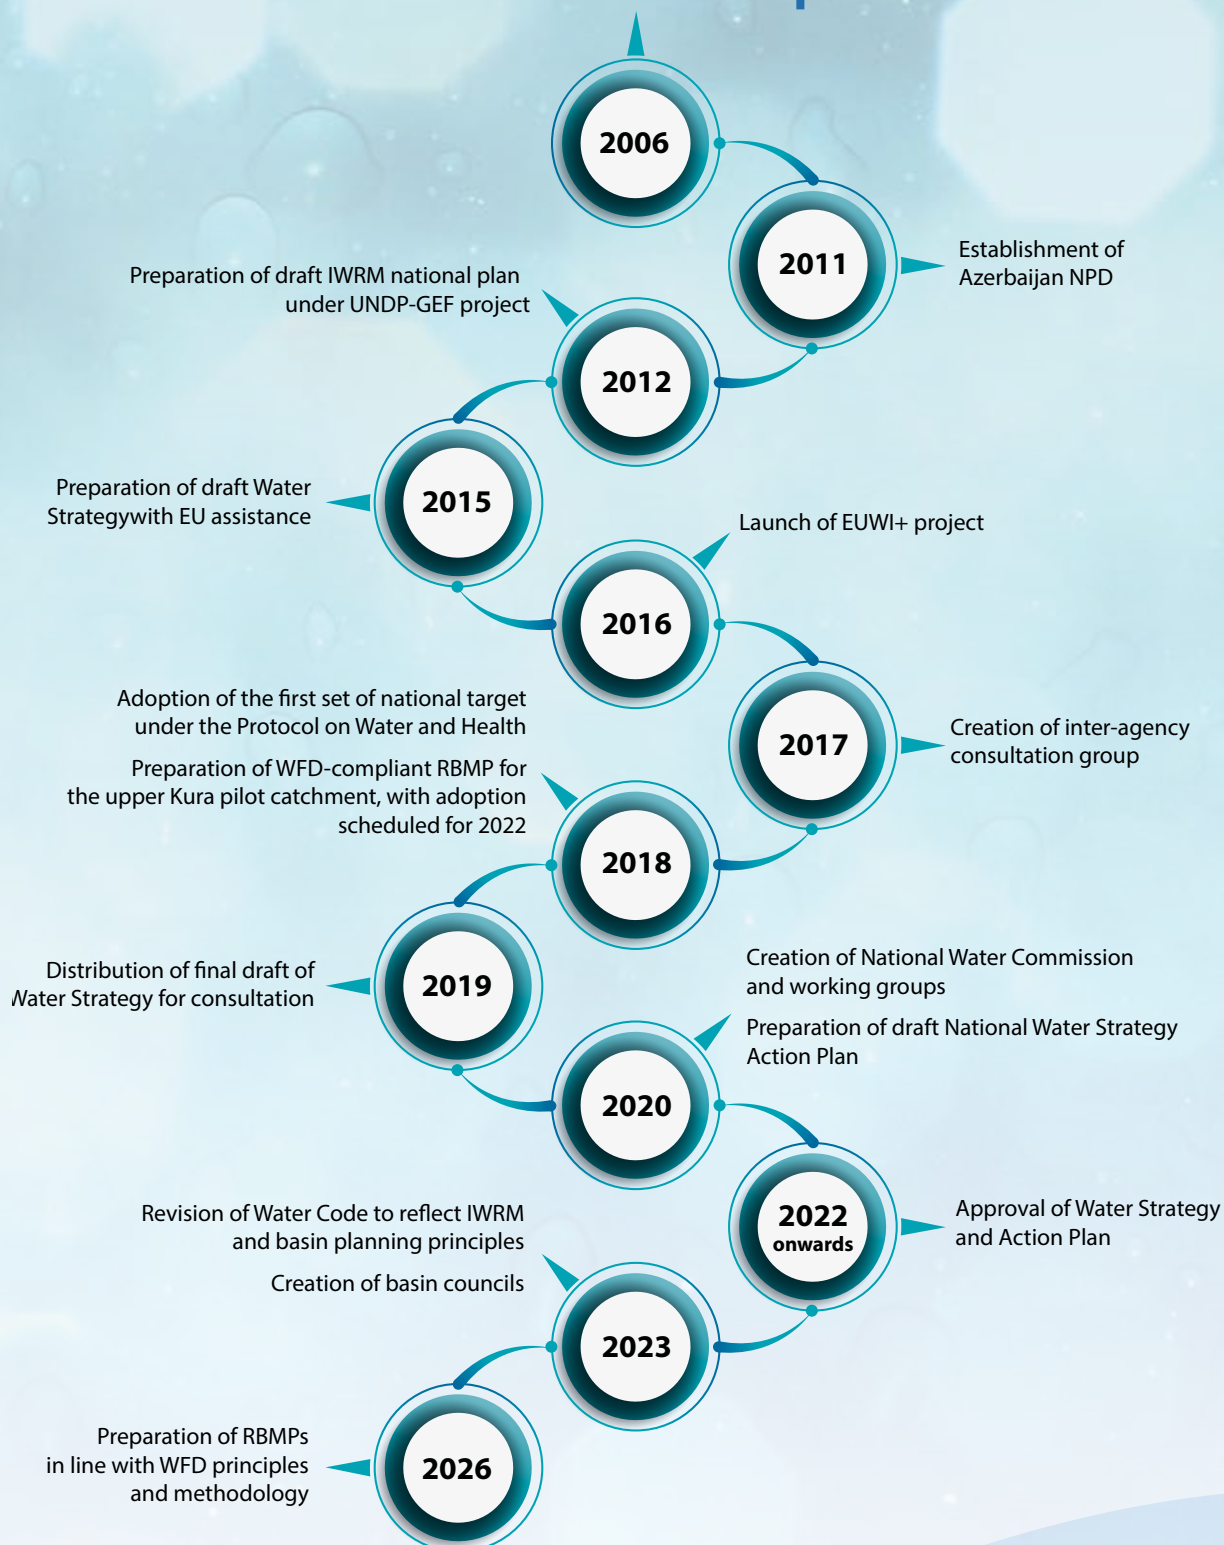 2006
2011
Establishment of
Azerbaijan NPD
Preparation of draft IWRM national plan
under UNDP-GEF project
2012
Preparation of draft Water
Strategywith EU assistance
2015
Launch of EUWI+ project
2016
Adoption of the first set of national target
under the Protocol on Water and Health
Preparation of WFD-compliant RBMP for
the upper Kura pilot catchment, with adoption
scheduled for 2022
2017
Creation of inter-agency
consultation group
2018
Distribution of final draft of
Water Strategy for consultation
2019
Creation of National Water Commission
and working groups
Preparation of draft National Water Strategy
Action Plan
2020
Revision of Water Code to reflect IWRM
and basin planning principles
Creation of basin councils
2022
onwards
Approval of Water Strategy
and Action Plan
2023
Preparation of RBMPs
in line with WFD principles
and methodology
2026